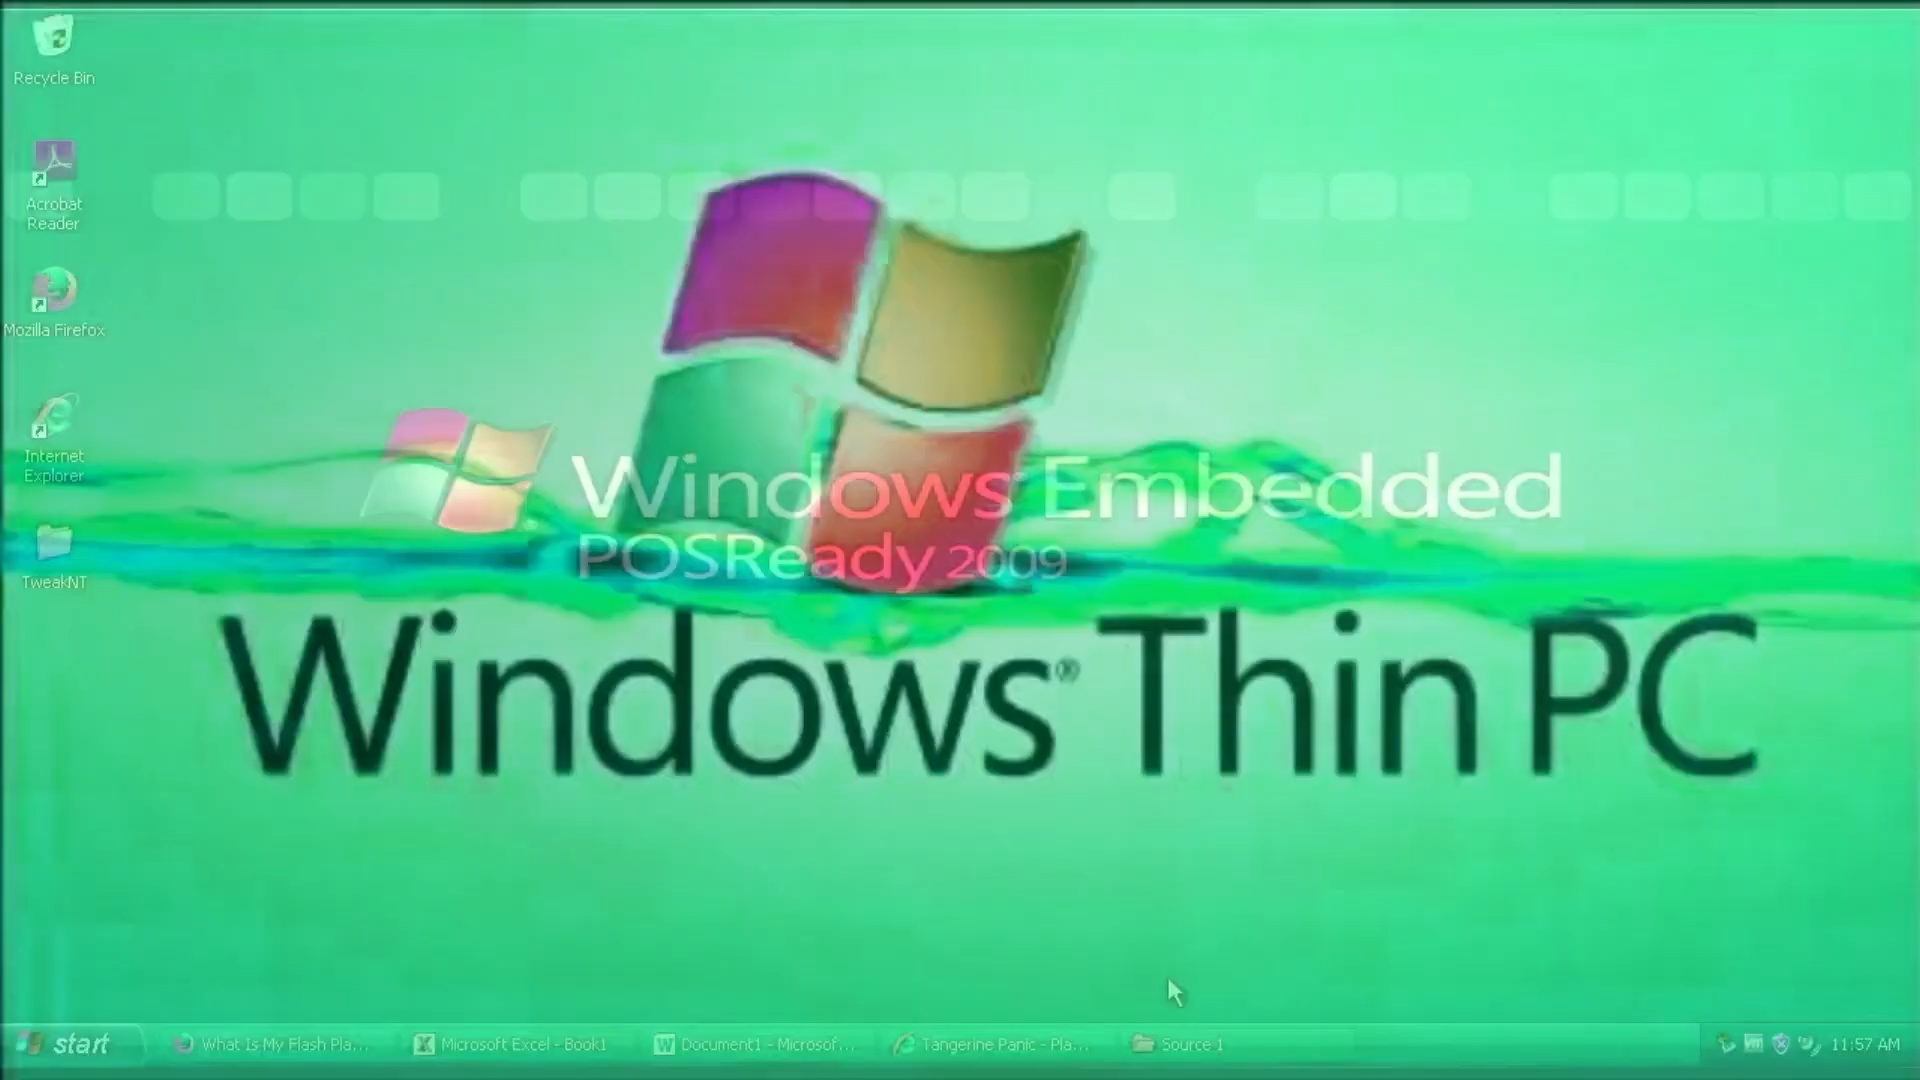 Recycle Bin
Acrobat
Reader
Mozilla Firefox
Internet
Explorer
TweakNT
Windows Embedded
POSReady 2009
Windows® Thin PC
start
What Is My Flash Pla...
Microsoft Excel - Book1
Document1 - Microsof...
Tangerine Panic - Pla...
Source 1
11:57 AM